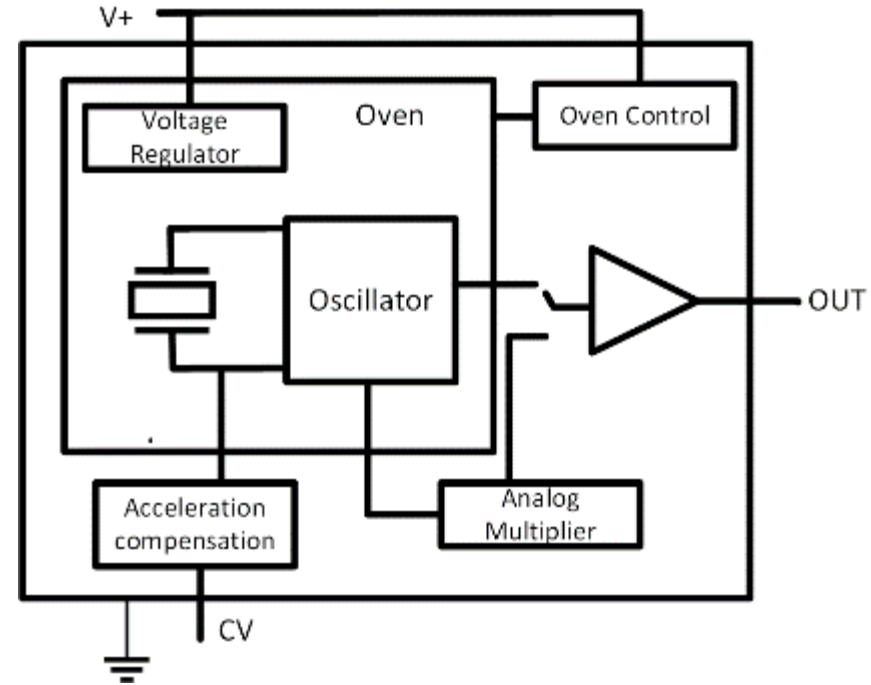 V+
Voltage
Regulator
Oven
Oven Control
Oscillator
OUT
Acceleration
compensation
Analog
Multiplier
CV